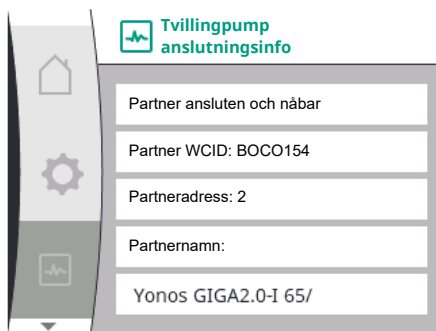 Tvillingpump
anslutningsinfo
Partner ansluten och nåbar
Partner WCID: BOCO154
Partneradress: 2
Partnernamn:
Yonos GIGA2.0-I 65/